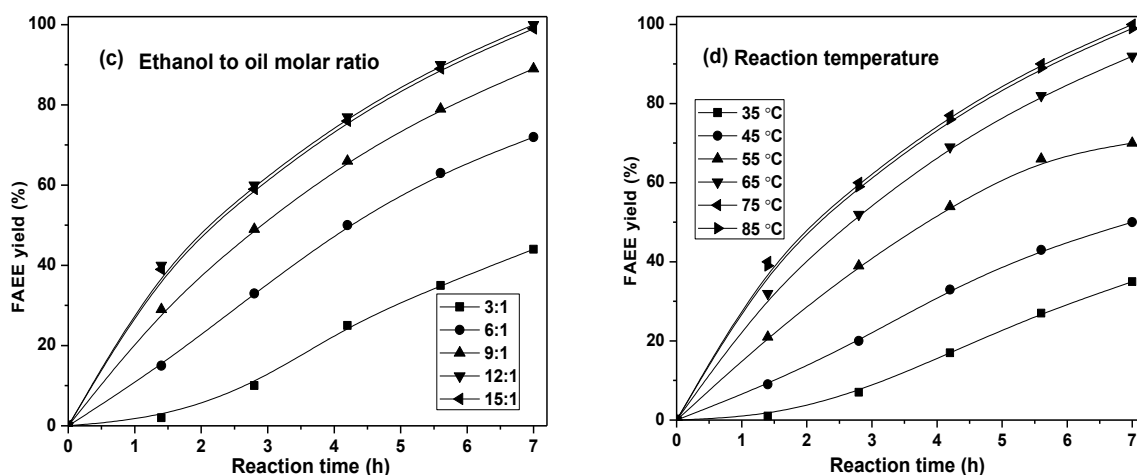 (c) Ethanol to oil molar ratio
FAEE yield (%)
100
80
60
40
20
0
0 1 2 3 4 5 6 7
Reaction time (h)
3:1
6:1
9:1
12:1
15:1
(d) Reaction temperature
FAEE yield (%)
100
80
60
40
20
0
0 1 2 3 4 5 6 7
Reaction time (h)
35 °C
45 °C
55 °C
65 °C
75 °C
85 °C